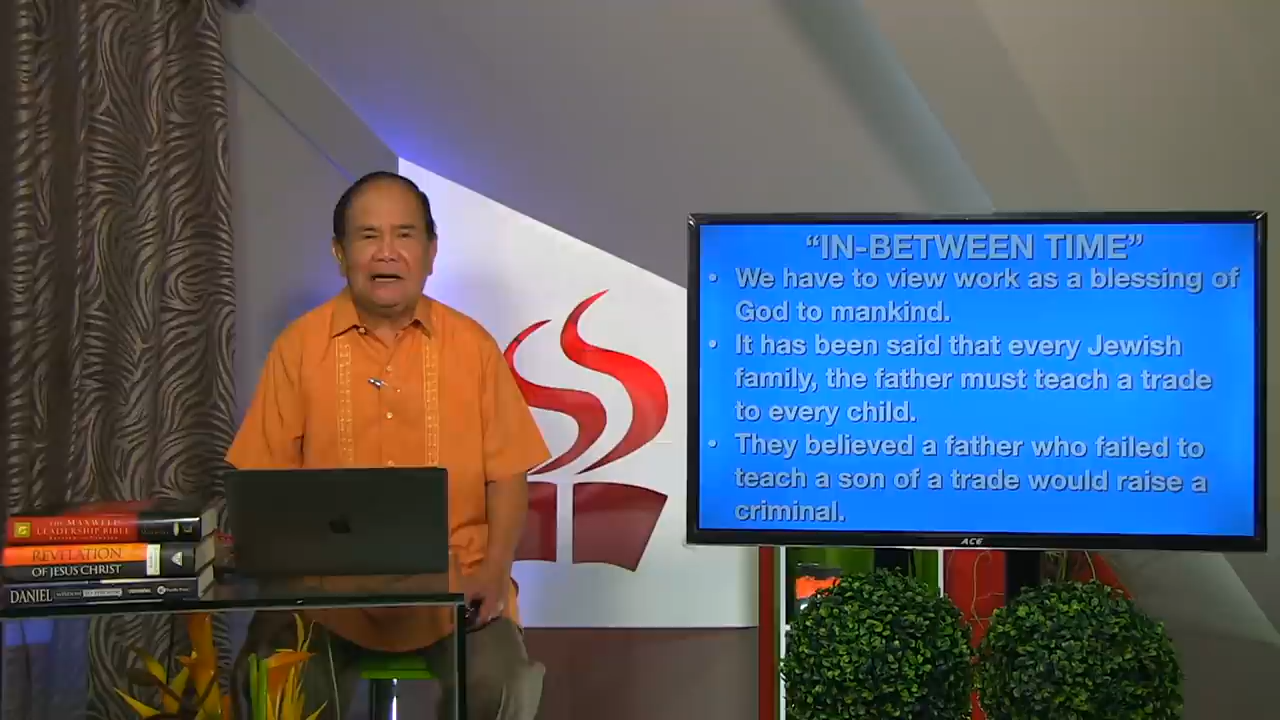 “IN-BETWEEN TIME”
• We have to view work as a blessing of
God to mankind.
• It has been said that every Jewish
family, the father must teach a trade
to every child.
• They believed a father who failed to
teach a son of a trade would raise a
criminal.
ACE
THE MAXWELL
LEADERSHIP BIBLE
REVELATION
OF JESUS CHRIST
DANIEL